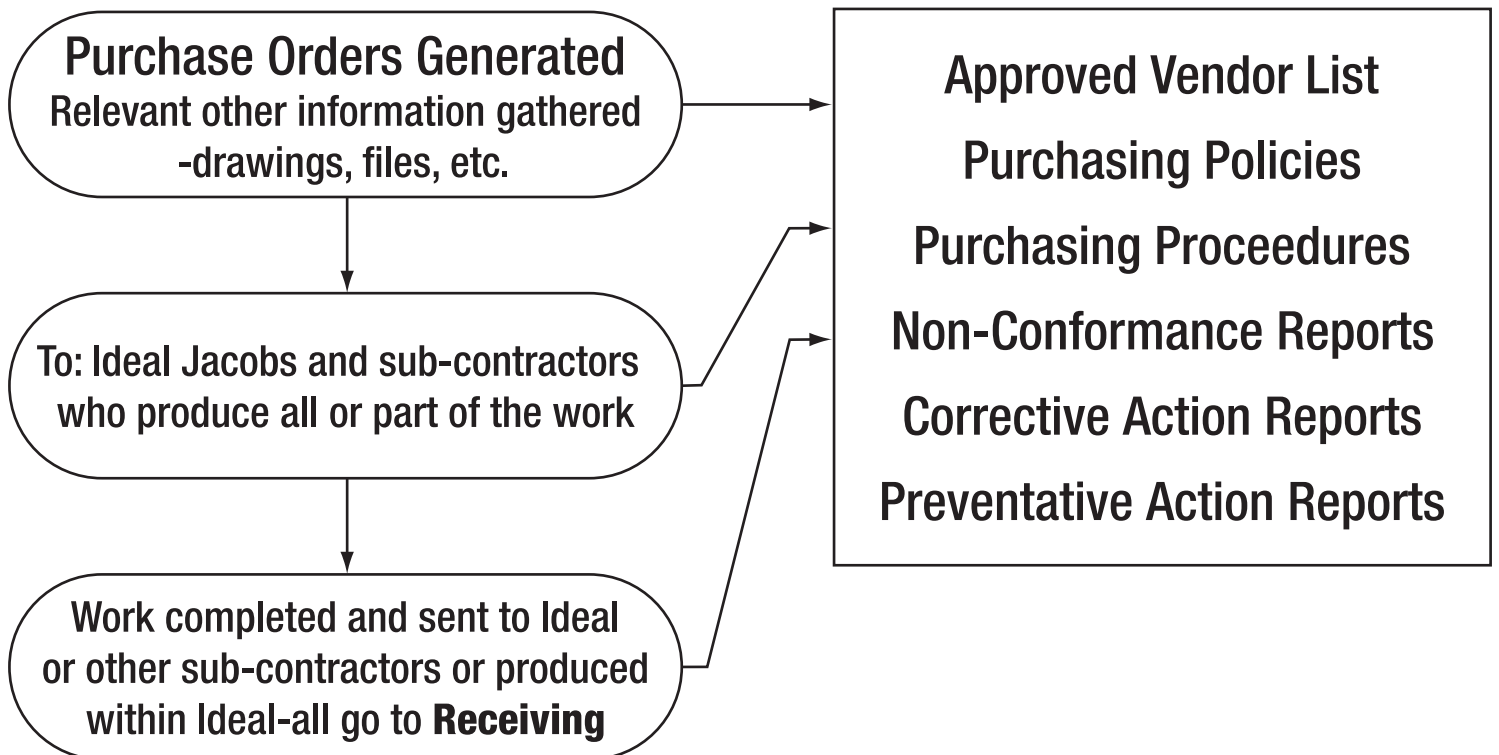 Purchase Orders Generated
Relevant other information gathered
-drawings, files, etc.
To: Ideal Jacobs and sub-contractors
who produce all or part of the work
Work completed and sent to Ideal
or other sub-contractors or produced
within Ideal-all go to Receiving
Approved Vendor List
Purchasing Policies
Purchasing Proceedures
Non-Conformance Reports
Corrective Action Reports
Preventative Action Reports